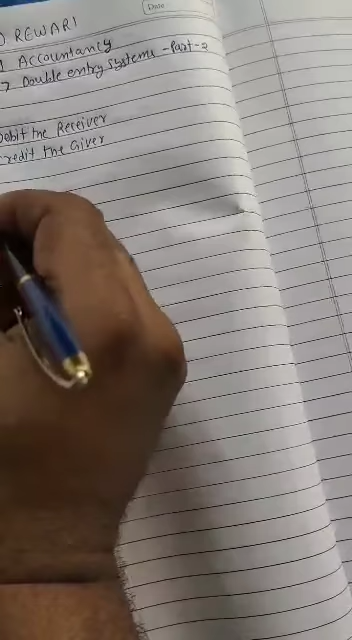 Date
REWARI
Accountancy
Double entry systems - Part-2
Debit the Receiver
Credit the Giver